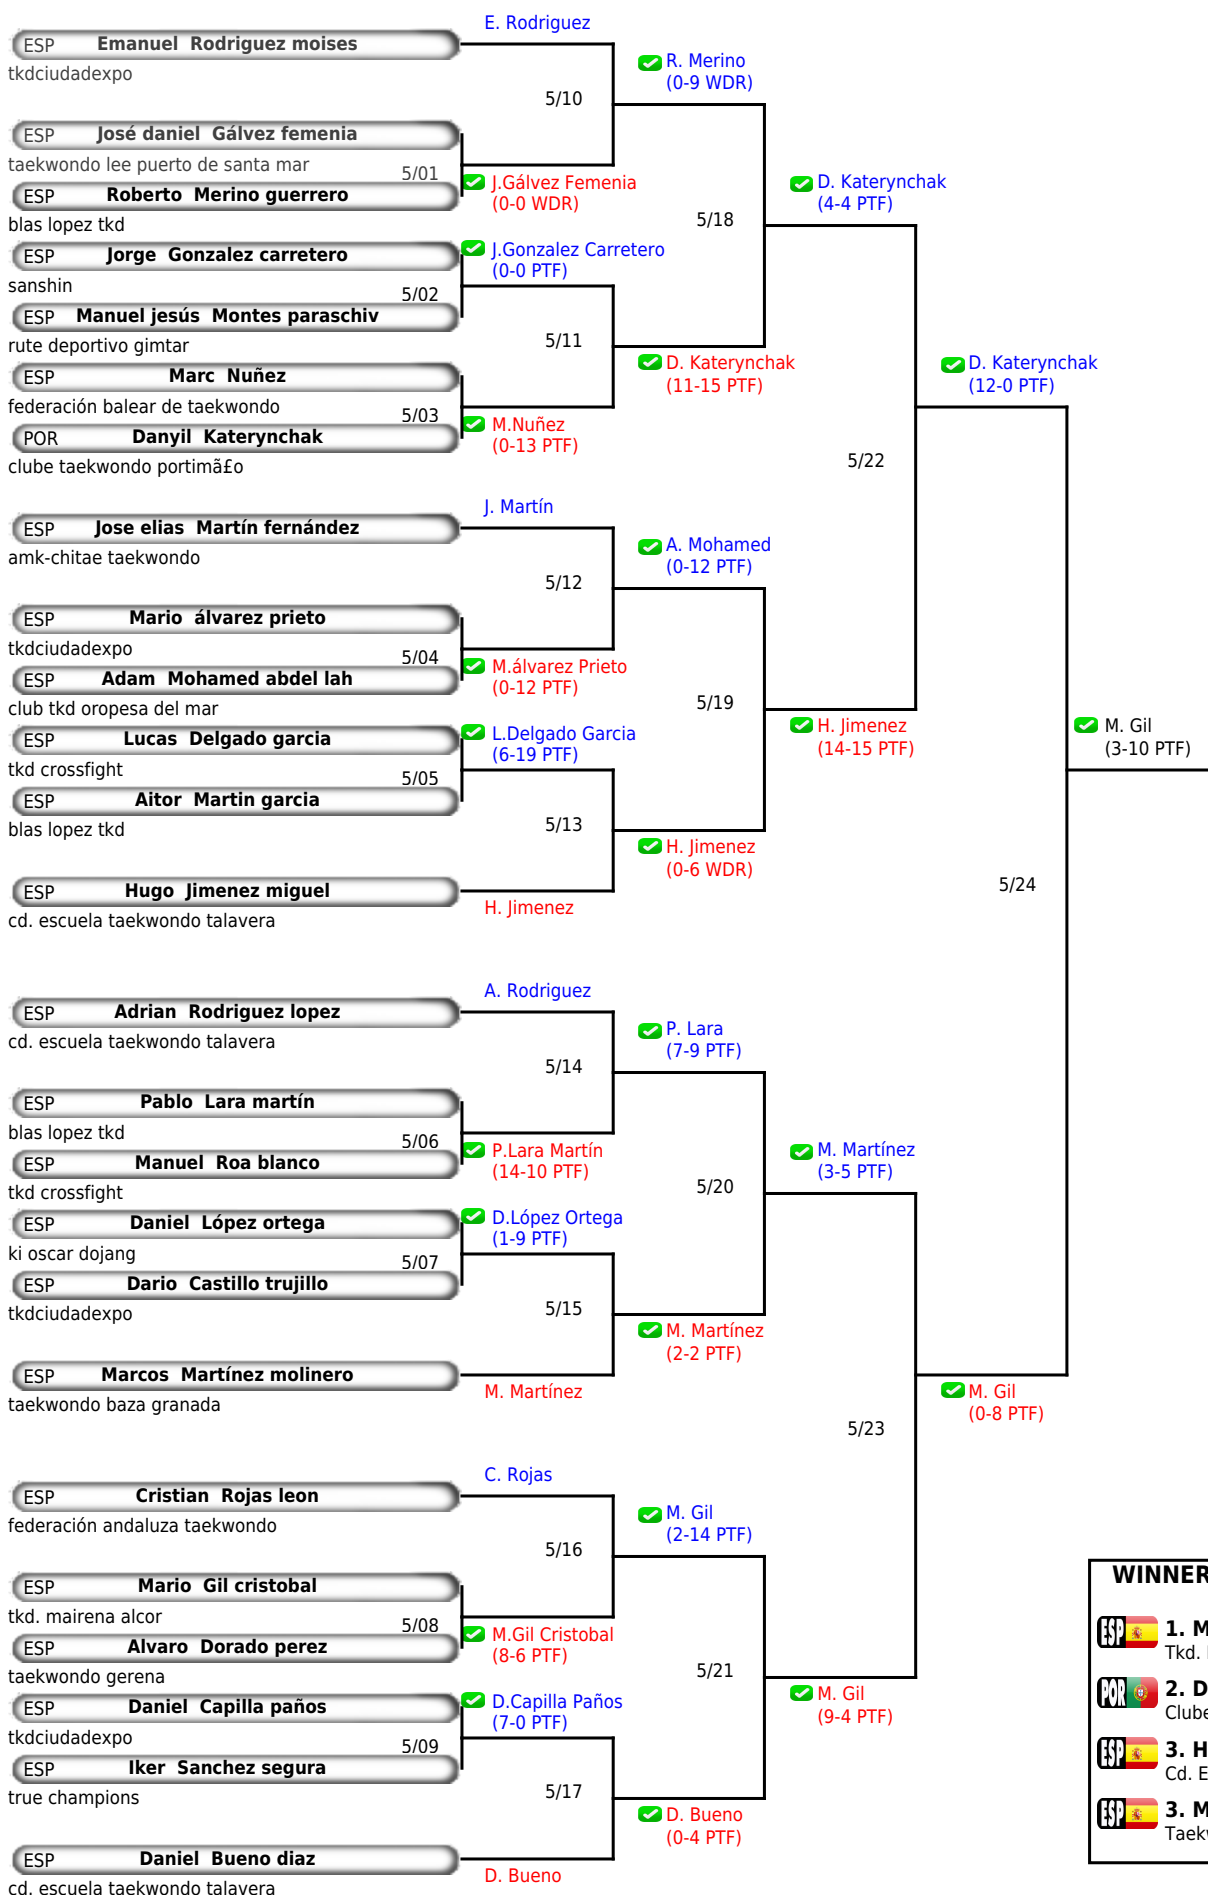 E. Rodriguez
ESP Emanuel Rodriguez moises
tkdciudadexpo
R. Merino
(0-9 WDR)
5/10
ESP José daniel Gálvez femenia
taekwondo lee puerto de santa mar
5/01
J.Gálvez Femenia
(0-0 WDR)
ESP Roberto Merino guerrero
blas lopez tkd
D. Katerynchak
(4-4 PTF)
5/18
ESP Jorge Gonzalez carretero
sanshin
J.Gonzalez Carretero
(0-0 PTF)
5/02
ESP Manuel jesús Montes paraschiv
rute deportivo gimtar
5/11
ESP Marc Nuñez
federación balear de taekwondo
D. Katerynchak
(11-15 PTF)
D. Katerynchak
(12-0 PTF)
5/03
M.Nuñez
(0-13 PTF)
POR Danyil Katerynchak
clube taekwondo portimã£o
5/22
J. Martín
ESP Jose elias Martín fernández
amk-chitae taekwondo
A. Mohamed
(0-12 PTF)
5/12
ESP Mario álvarez prieto
tkdciudadexpo
5/04
M.álvarez Prieto
(0-12 PTF)
ESP Adam Mohamed abdel lah
club tkd oropesa del mar
5/19
ESP Lucas Delgado garcia
tkd crossfight
L.Delgado Garcia
(6-19 PTF)
H. Jimenez
(14-15 PTF)
M. Gil
(3-10 PTF)
5/05
ESP Aitor Martin garcia
blas lopez tkd
5/13
H. Jimenez
(0-6 WDR)
ESP Hugo Jimenez miguel
cd. escuela taekwondo talavera
H. Jimenez
5/24
A. Rodriguez
ESP Adrian Rodriguez lopez
cd. escuela taekwondo talavera
P. Lara
(7-9 PTF)
5/14
ESP Pablo Lara martín
blas lopez tkd
5/06
P.Lara Martín
(14-10 PTF)
ESP Manuel Roa blanco
tkd crossfight
M. Martínez
(3-5 PTF)
5/20
ESP Daniel López ortega
ki oscar dojang
D.López Ortega
(1-9 PTF)
5/07
ESP Dario Castillo trujillo
tkdciudadexpo
5/15
M. Martínez
(2-2 PTF)
ESP Marcos Martínez molinero
taekwondo baza granada
M. Martínez
M. Gil
(0-8 PTF)
5/23
C. Rojas
ESP Cristian Rojas leon
federación andaluza taekwondo
M. Gil
(2-14 PTF)
5/16
ESP Mario Gil cristobal
tkd. mairena alcor
5/08
M.Gil Cristobal
(8-6 PTF)
ESP Alvaro Dorado perez
taekwondo gerena
5/21
ESP Daniel Capilla paños
tkdciudadexpo
D.Capilla Paños
(7-0 PTF)
M. Gil
(9-4 PTF)
5/09
ESP Iker Sanchez segura
true champions
5/17
D. Bueno
(0-4 PTF)
ESP Daniel Bueno diaz
cd. escuela taekwondo talavera
D. Bueno
WINNER
ESP 1. M
Tkd.
POR 2. D
Clube
ESP 3. H
Cd. E
ESP 3. M
Taekw